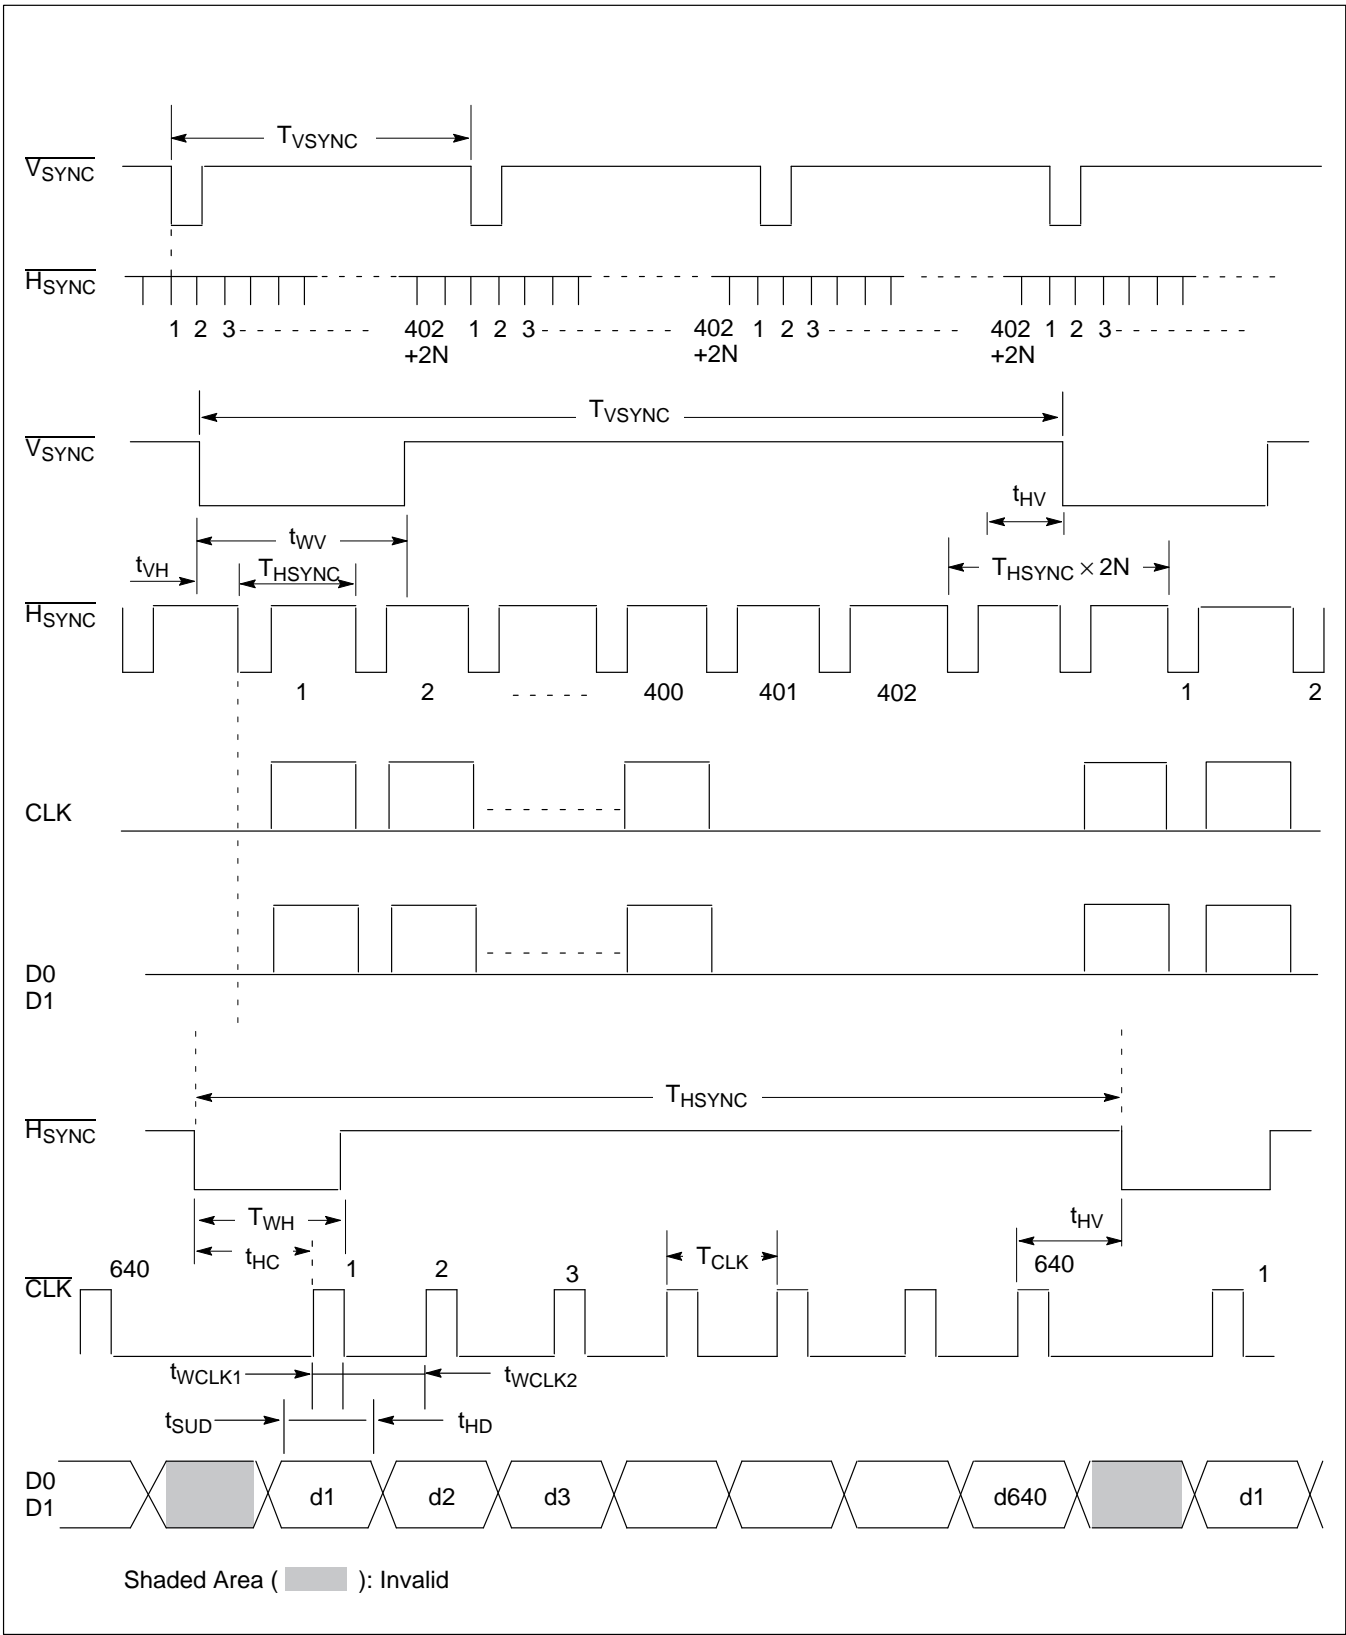 TVSYNC
VSYNC
HSYNC
1 2 3 402 1 2 3 402 1 2 3 402 1 2 3
+2N +2N +2N
TVSYNC
VSYNC
tHV
tWV
tVH THSYNC THSYNC × 2N
HSYNC
1 2 400 401 402 1 2
CLK
D0
D1
THSYNC
HSYNC
TWH tHV
tHC TCLK
640 1 2 3 640 1
CLK
tWCLK1 tWCLK2
tSUD tHD
D0
D1
d1 d2 d3 d640 d1
Shaded Area ( ): Invalid